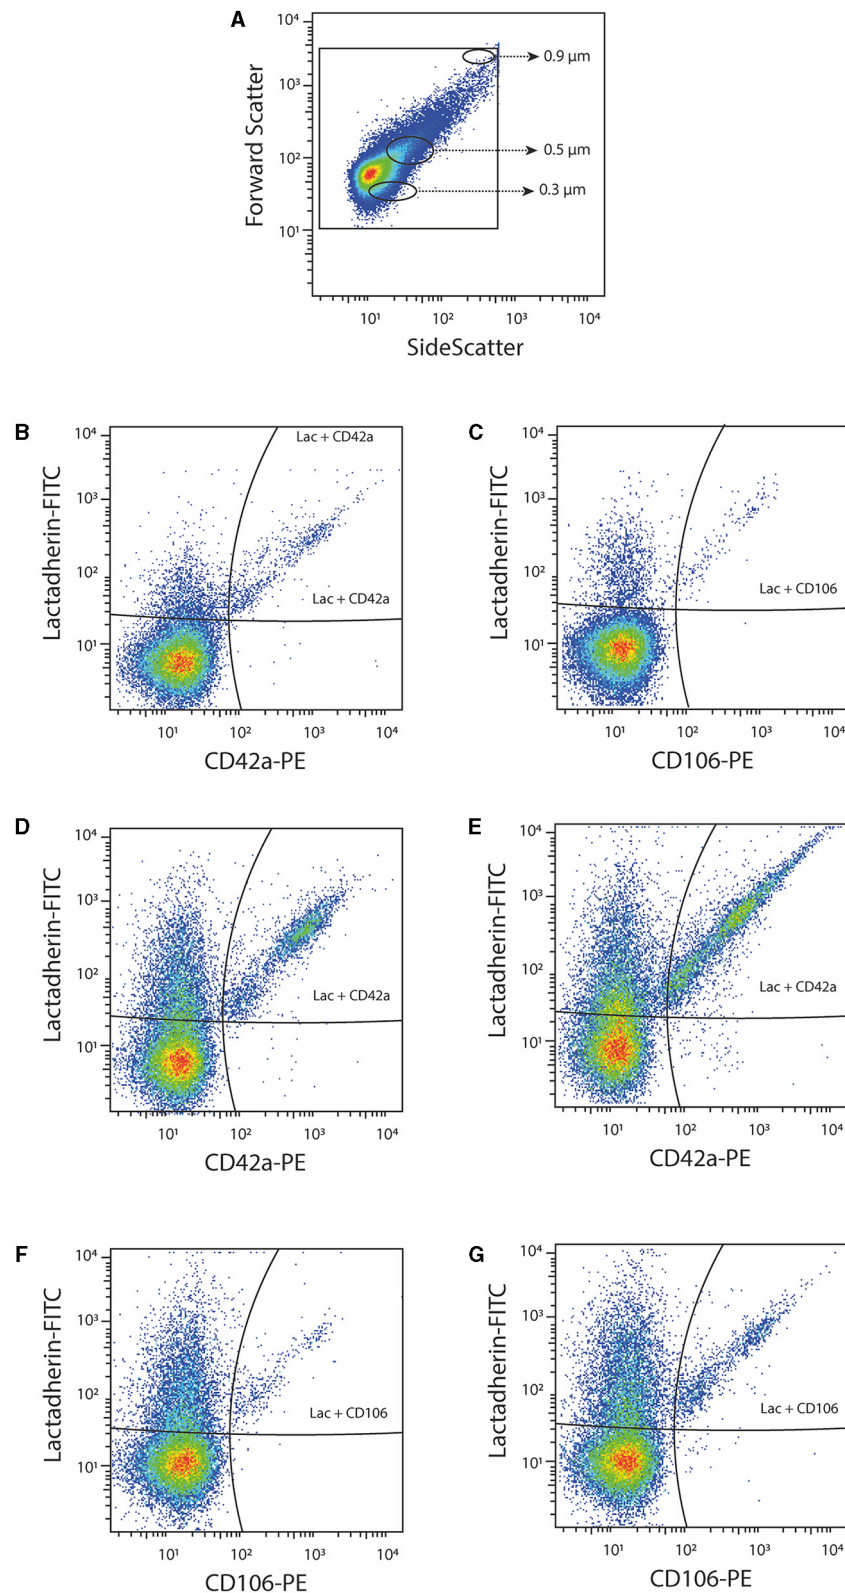 A
10⁴
10³
10²
10¹
Forward Scatter
0.9 µm
0.5 µm
0.3 µm
10¹ 10² 10³ 10⁴
SideScatter
B
10⁴
10³
10²
10¹
Lactadherin-FITC
Lac + CD42a
Lac + CD42a
10¹ 10² 10³ 10⁴
CD42a-PE
C
10⁴
10³
10²
10¹
Lactadherin-FITC
Lac + CD106
10¹ 10² 10³ 10⁴
CD106-PE
D
10⁴
10³
10²
10¹
Lactadherin-FITC
Lac + CD42a
10¹ 10² 10³ 10⁴
CD42a-PE
E
10⁴
10³
10²
10¹
Lactadherin-FITC
Lac + CD42a
10¹ 10² 10³ 10⁴
CD42a-PE
F
10⁴
10³
10²
10¹
Lactadherin-FITC
Lac + CD106
10¹ 10² 10³ 10⁴
CD106-PE
G
10⁴
10³
10²
10¹
Lactadherin-FITC
Lac + CD106
10¹ 10² 10³ 10⁴
CD106-PE